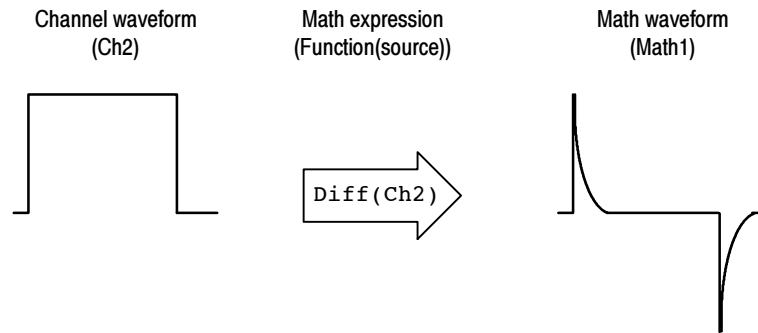 Channel waveform
(Ch2)
Math expression
(Function(source))
Math waveform
(Math1)
Diff(Ch2)